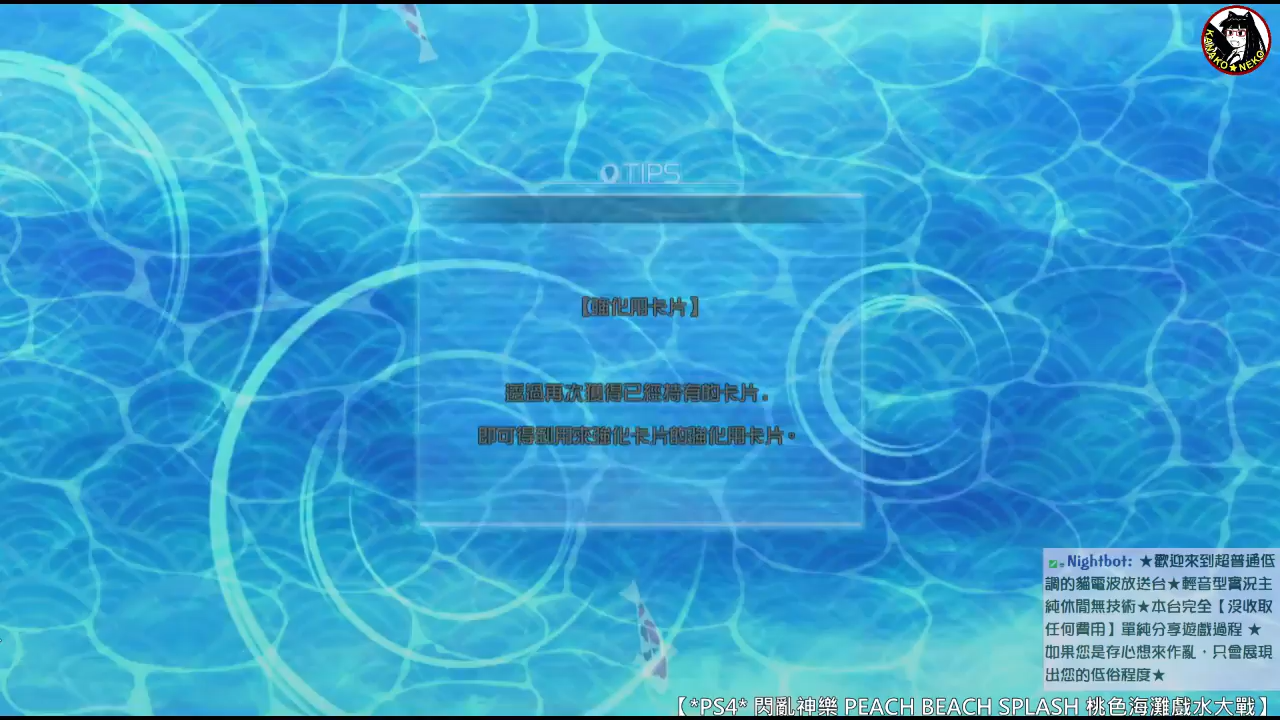 KANAKO★NEKO
TIPS
【強化用卡片】
透過再次獲得已經持有的卡片，
即可得到用來強化卡片的強化用卡片。
Nightbot: ★歡迎來到超普通低
調的貓電波放送台★輕音型實況主
純休閒無技術★本台完全【沒收取
任何費用】單純分享遊戲過程 ★
如果您是存心想來作亂，只會展現
出您的低俗程度★
【*PS4* 閃亂神樂 PEACH BEACH SPLASH 桃色海灘戲水大戰】